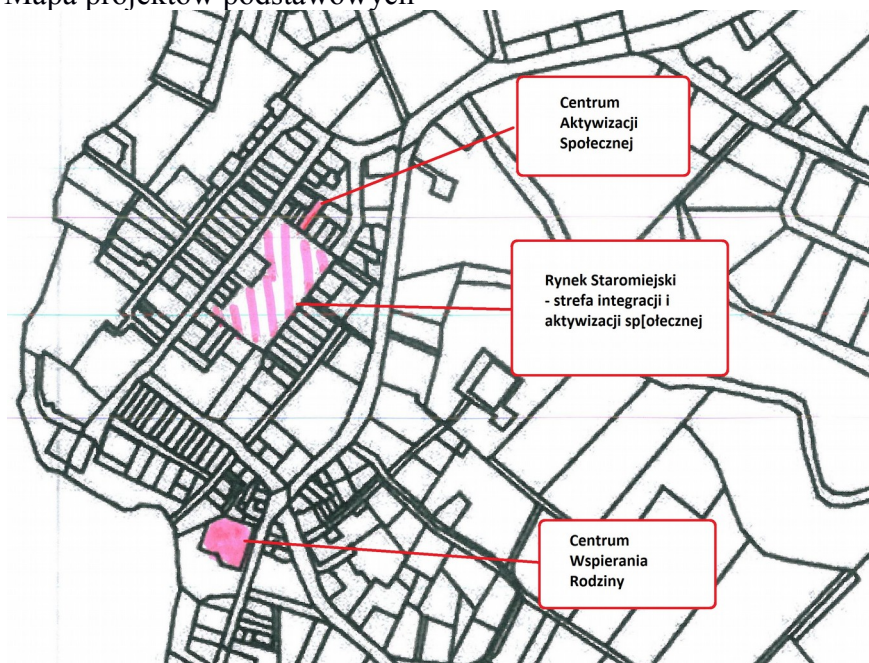 Mapa projektów podstawowych
Centrum
Aktywizacji
Społecznej
Rynek Staromiejski
- strefa integracji i
aktywizacji sp[ołecznej
Centrum
Wspierania
Rodziny